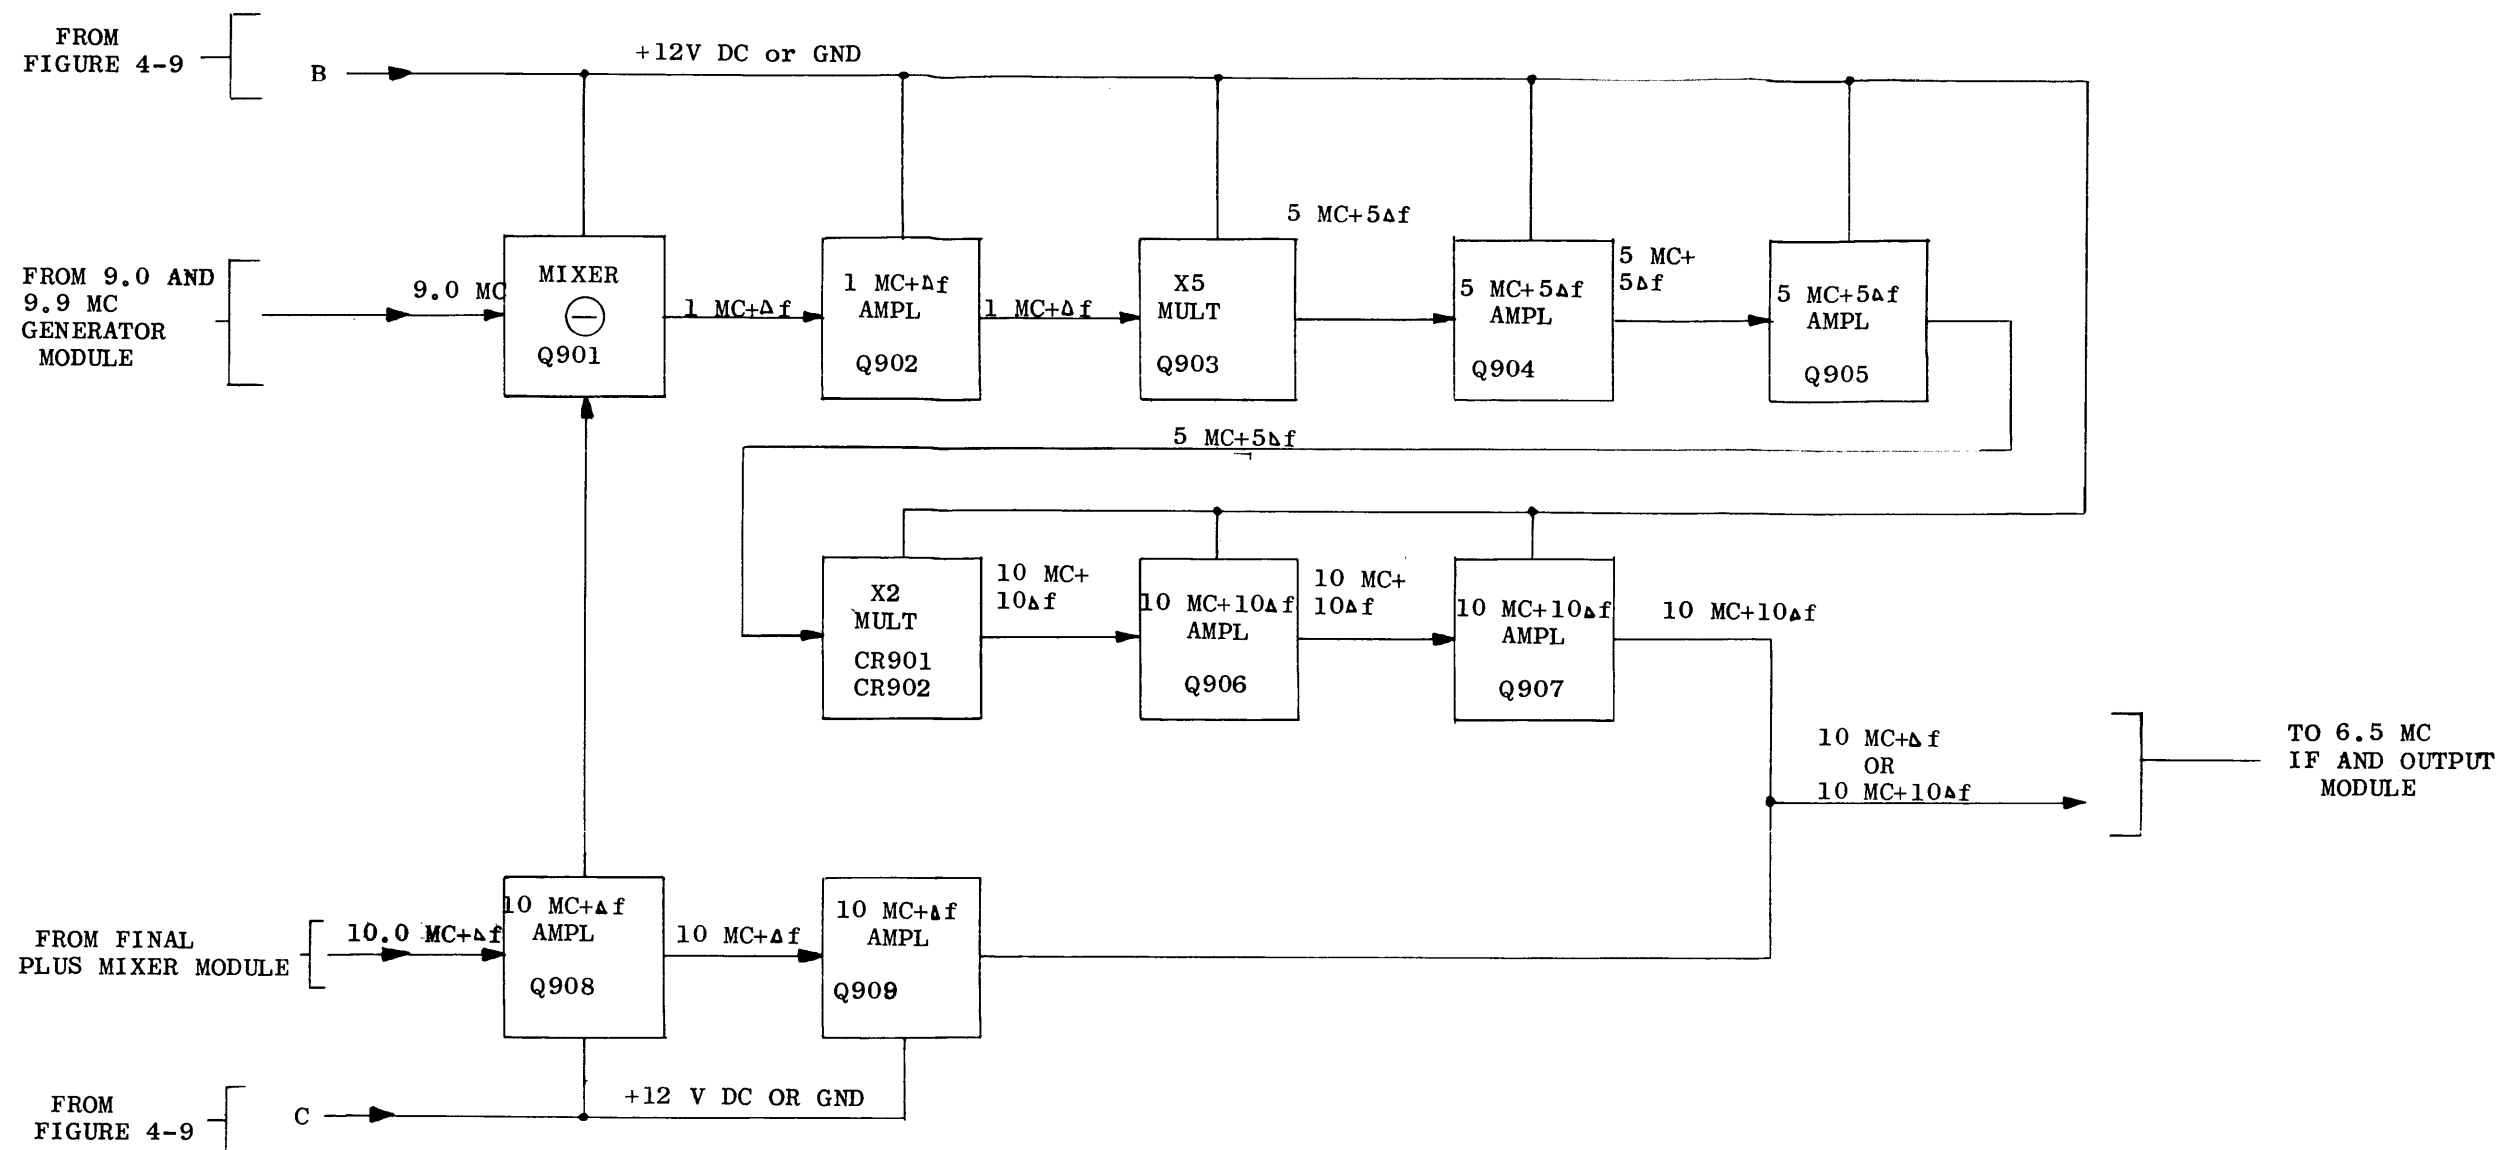 FROM
FIGURE 4-9
B
+12V DC or GND
FROM 9.0 AND
9.9 MC
GENERATOR
MODULE
9.0 MC
MIXER
Q901
1 MC+Δf
1 MC+Δf
AMPL
Q902
1 MC+Δf
X5
MULT
Q903
5 MC+5Δf
5 MC+5Δf
AMPL
Q904
5 MC+
5Δf
5 MC+5Δf
AMPL
Q905
5 MC+5Δf
X2
MULT
CR901
CR902
10 MC+
10Δf
10 MC+10Δf
AMPL
Q906
10 MC+
10Δf
10 MC+10Δf
AMPL
Q907
10 MC+10Δf
10 MC+Δf
OR
10 MC+10Δf
TO 6.5 MC
IF AND OUTPUT
MODULE
FROM FINAL
PLUS MIXER MODULE
10.0 MC+Δf
10 MC+Δf
AMPL
Q908
10 MC+Δf
10 MC+Δf
AMPL
Q909
FROM
FIGURE 4-9
C
+12 V DC OR GND